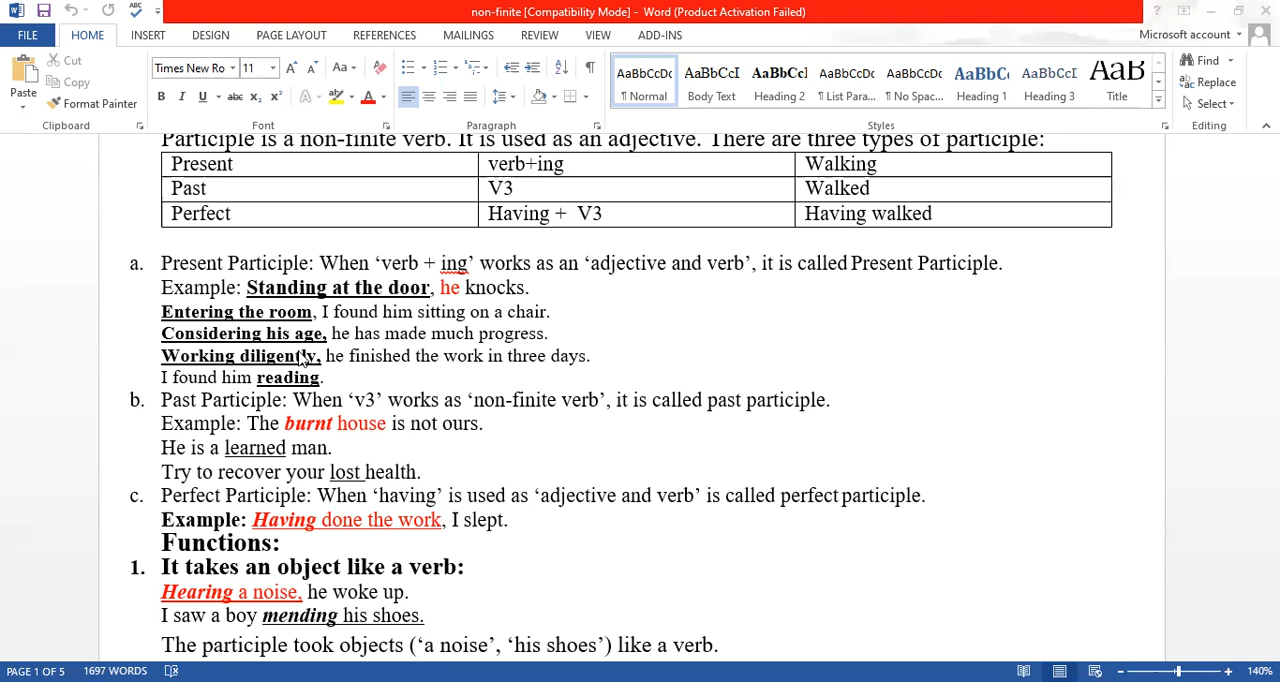 non-finite [Compatibility Mode] - Word (Product Activation Failed)
FILE HOME INSERT DESIGN PAGE LAYOUT REFERENCES MAILINGS REVIEW VIEW ADD-INS Microsoft account
Paste
Cut
Copy
Format Painter
Clipboard
Times New Ro 11
Font
Paragraph
AaBbCcDc AaBbCcI AaBbCcl AaBbCcDc AaBbCcDc AaBbC AaBbCcI AaB
¶ Normal Body Text Heading 2 ¶ List Para... ¶ No Spac... Heading 1 Heading 3 Title
Styles
Find
Replace
Select
Editing
Participle is a non-finite verb. It is used as an adjective. There are three types of participle:
Present verb+ing Walking
Past V3 Walked
Perfect Having + V3 Having walked
a. Present Participle: When ‘verb + ing’ works as an ‘adjective and verb’, it is called Present Participle.
Example: Standing at the door, he knocks.
Entering the room, I found him sitting on a chair.
Considering his age, he has made much progress.
Working diligently, he finished the work in three days.
I found him reading.
b. Past Participle: When ‘v3’ works as ‘non-finite verb’, it is called past participle.
Example: The burnt house is not ours.
He is a learned man.
Try to recover your lost health.
c. Perfect Participle: When ‘having’ is used as ‘adjective and verb’ is called perfect participle.
Example: Having done the work, I slept.
Functions:
1. It takes an object like a verb:
Hearing a noise, he woke up.
I saw a boy mending his shoes.
The participle took objects (‘a noise’, ‘his shoes’) like a verb.
PAGE 1 OF 5 1697 WORDS 140%